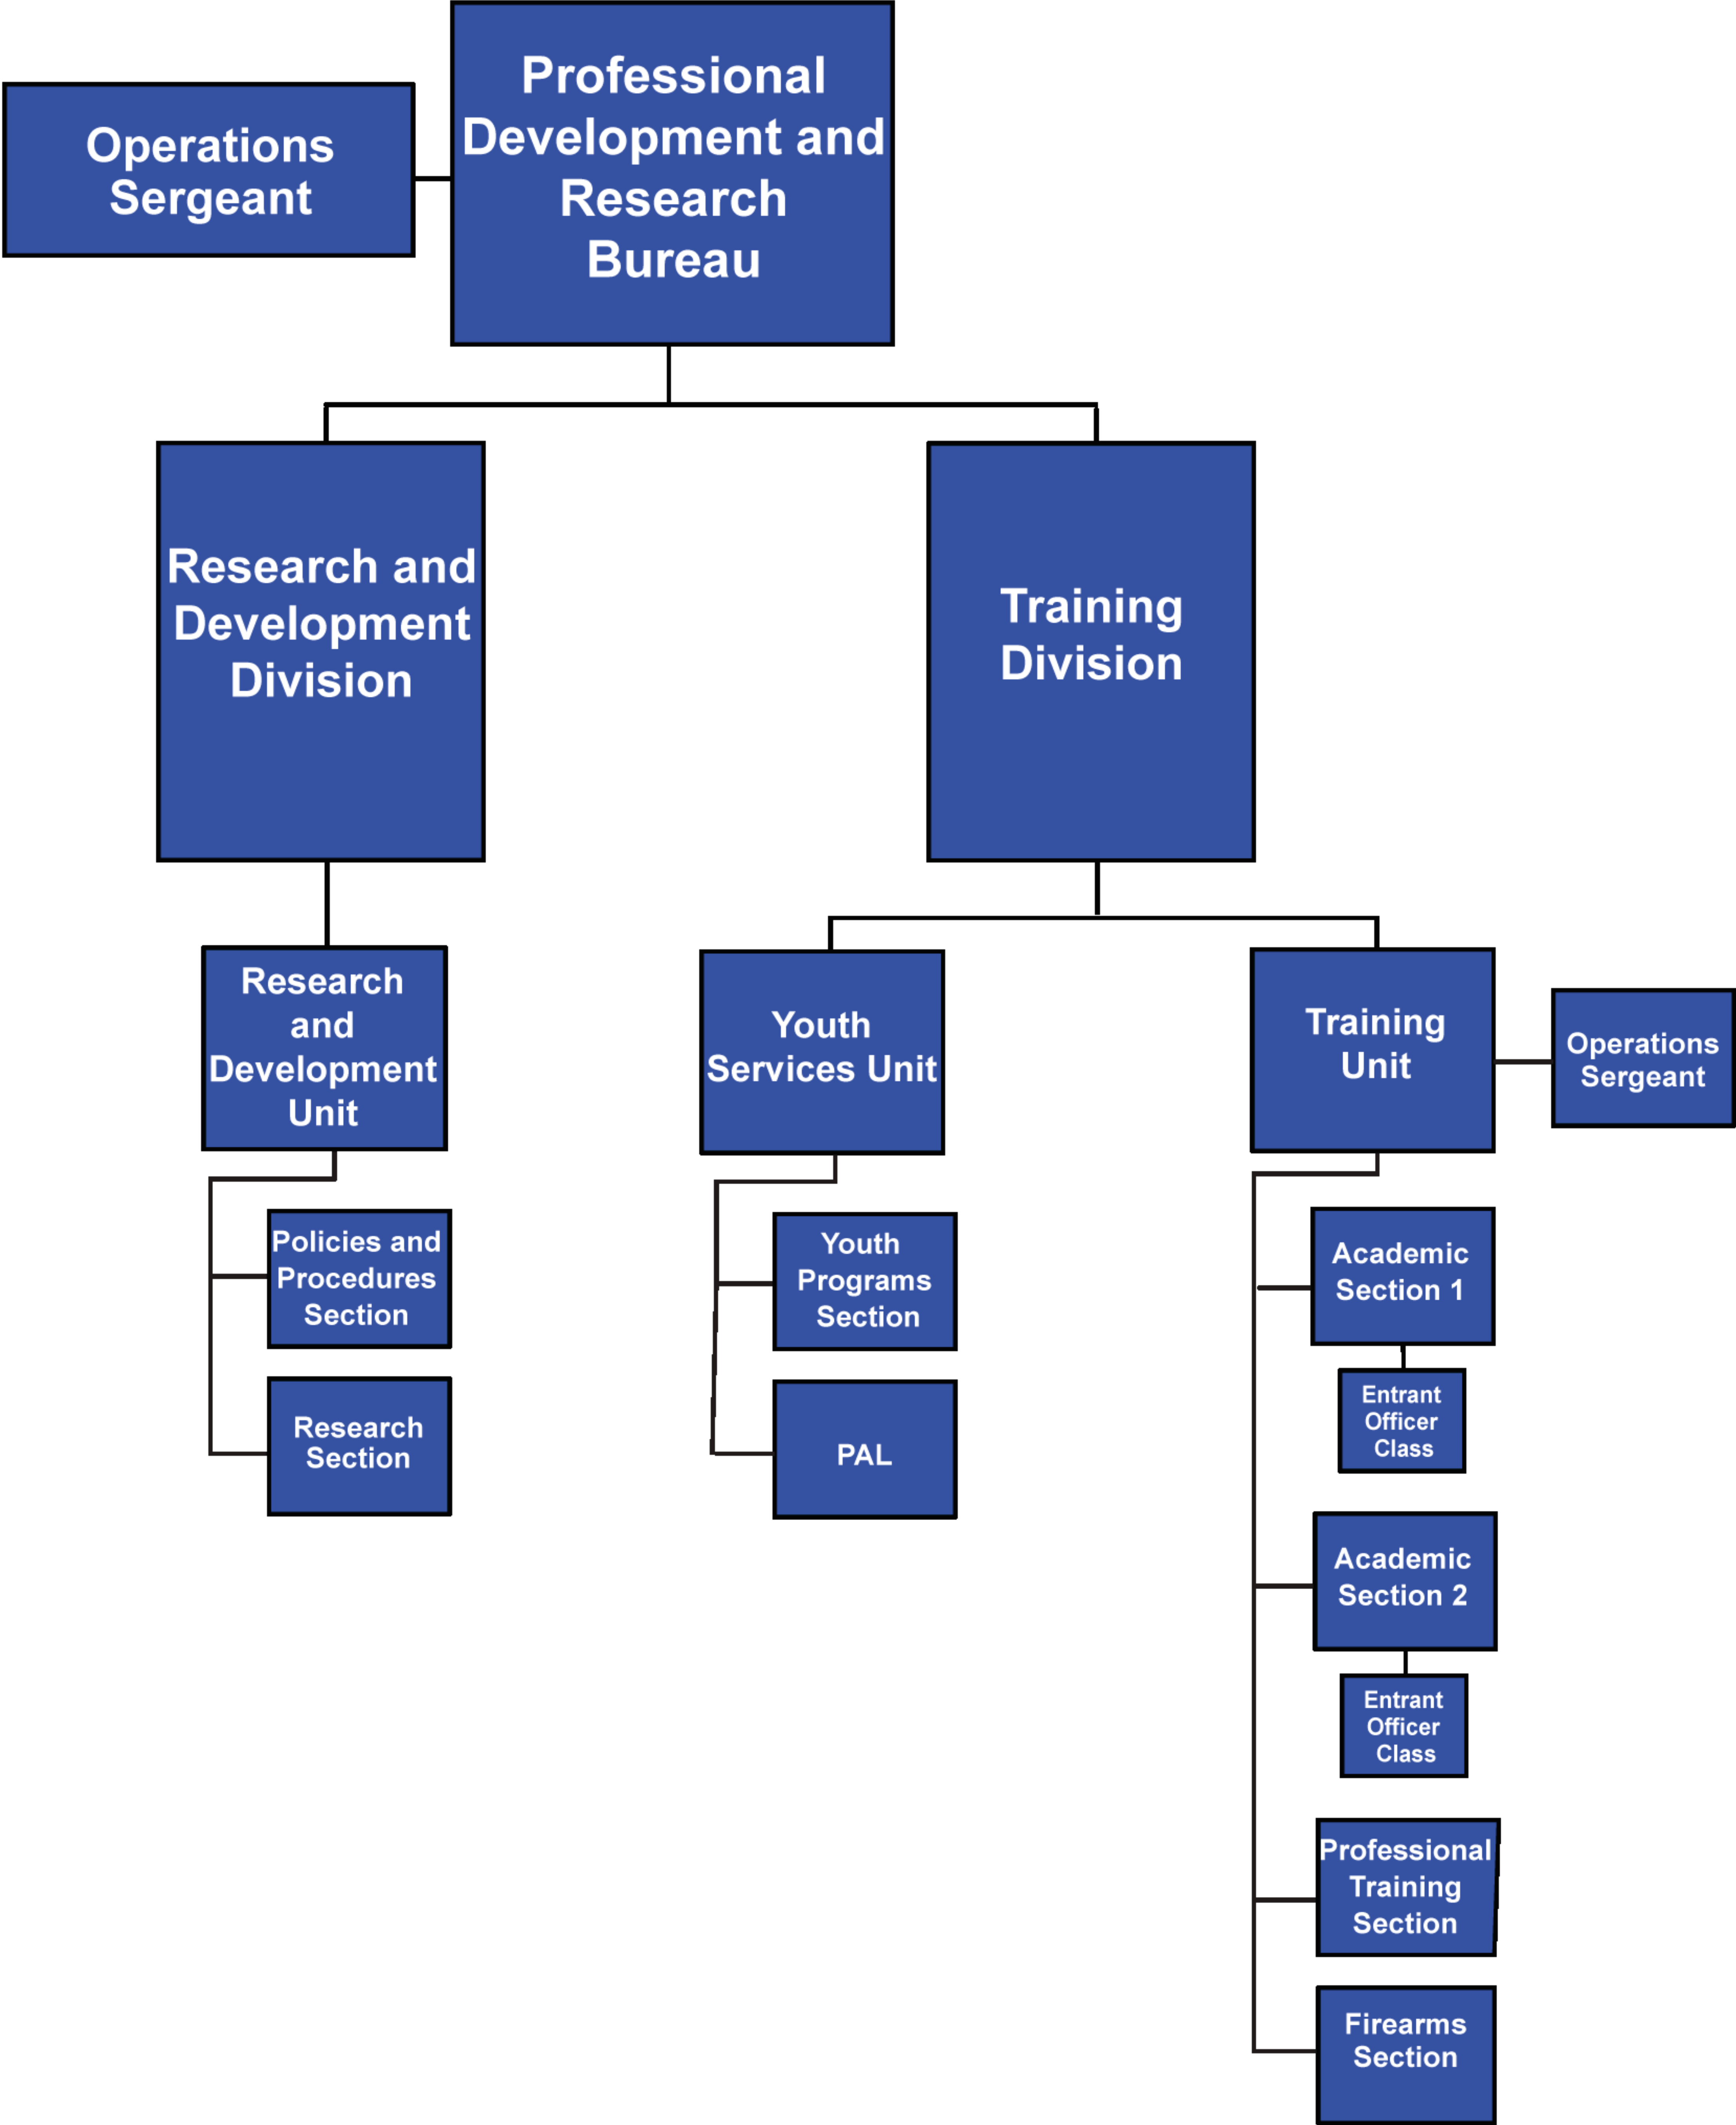 Professional
Development and
Research
Bureau
Operations
Sergeant
Research and
Development
Division
Training
Division
Research
and
Development
Unit
Youth
Services Unit
Training
Unit
Operations
Sergeant
Policies and
Procedures
Section
Research
Section
Youth
Programs
Section
PAL
Academic
Section 1
Entrant
Officer
Class
Academic
Section 2
Entrant
Officer
Class
Professional
Training
Section
Firearms
Section